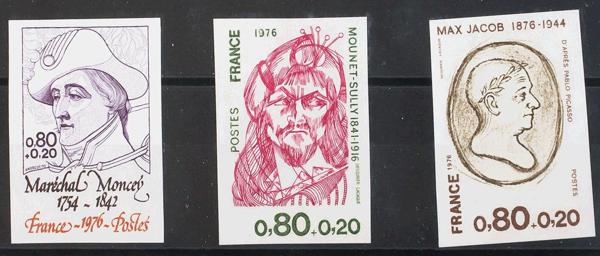 0,80
+0,20
Maréchal Moncey
1754 - 1842
France - 1976 - Postes
1976
POSTES FRANCE
MOUNET-SULLY 1841-1916
0,80+0,20
MAX JACOB 1876-1944
D'APRÈS PABLO PICASSO
FRANCE 1976
POSTES
0,80+0,20